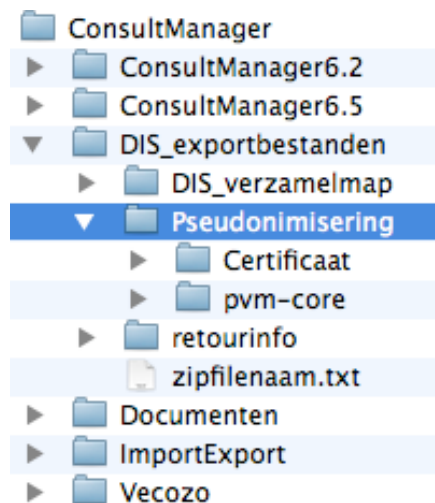 ConsultManager
ConsultManager6.2
ConsultManager6.5
DIS_exportbestanden
DIS_verzamelmap
Pseudonimisering
Certificaat
pvm-core
retourinfo
zipfilenaam.txt
Documenten
ImportExport
Vecozo